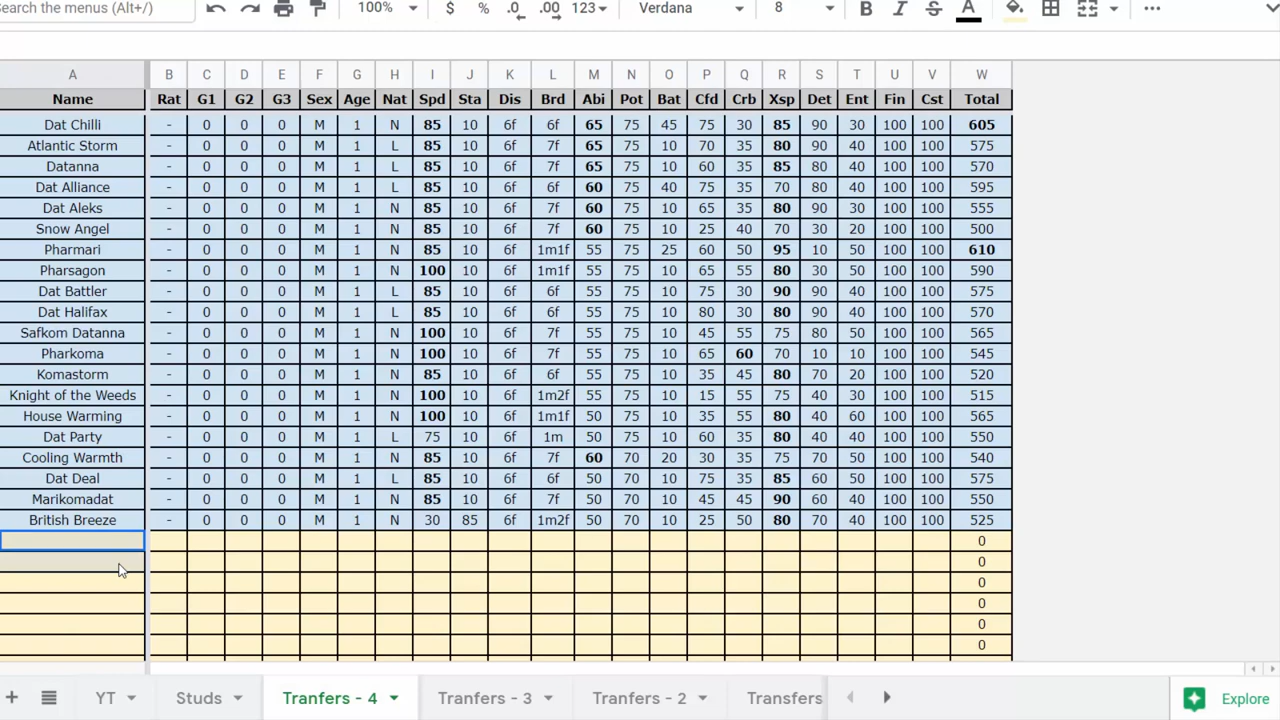 Search the menus (Alt+/)
100% $ % .0 .00 123 Verdana 8 B I S A
A B C D E F G H I J K L M N O P Q R S T U V W
Name Rat G1 G2 G3 Sex Age Nat Spd Sta Dis Brd Abi Pot Bat Cfd Crb Xsp Det Ent Fin Cst Total
Dat Chilli - 0 0 0 M 1 N 85 10 6f 6f 65 75 45 75 30 85 90 30 100 100 605
Atlantic Storm - 0 0 0 M 1 L 85 10 6f 7f 65 75 10 70 35 80 90 40 100 100 575
Datanna - 0 0 0 M 1 L 85 10 6f 7f 65 75 10 60 35 85 80 40 100 100 570
Dat Alliance - 0 0 0 M 1 L 85 10 6f 6f 60 75 40 75 35 70 80 40 100 100 595
Dat Aleks - 0 0 0 M 1 N 85 10 6f 7f 60 75 10 65 35 80 90 30 100 100 555
Snow Angel - 0 0 0 M 1 N 85 10 6f 7f 60 75 10 25 40 70 30 20 100 100 500
Pharmari - 0 0 0 M 1 N 85 10 6f 1m1f 55 75 25 60 50 95 10 50 100 100 610
Pharsagon - 0 0 0 M 1 N 100 10 6f 1m1f 55 75 10 65 55 80 30 50 100 100 590
Dat Battler - 0 0 0 M 1 L 85 10 6f 6f 55 75 10 75 30 90 90 40 100 100 575
Dat Halifax - 0 0 0 M 1 L 85 10 6f 6f 55 75 10 80 30 80 90 40 100 100 570
Safkom Datanna - 0 0 0 M 1 N 100 10 6f 7f 55 75 10 45 55 75 80 50 100 100 565
Pharkoma - 0 0 0 M 1 N 100 10 6f 7f 55 75 10 65 60 70 10 10 100 100 545
Komastorm - 0 0 0 M 1 N 85 10 6f 6f 55 75 10 35 45 80 70 20 100 100 520
Knight of the Weeds - 0 0 0 M 1 N 100 10 6f 1m2f 55 75 10 15 55 75 40 30 100 100 515
House Warming - 0 0 0 M 1 N 100 10 6f 1m1f 50 75 10 35 55 80 40 60 100 100 565
Dat Party - 0 0 0 M 1 L 75 10 6f 1m 50 75 10 60 35 80 40 40 100 100 550
Cooling Warmth - 0 0 0 M 1 N 85 10 6f 7f 60 70 20 30 35 75 70 50 100 100 540
Dat Deal - 0 0 0 M 1 L 85 10 6f 6f 50 70 10 75 35 85 60 50 100 100 575
Marikomadat - 0 0 0 M 1 N 85 10 6f 7f 50 70 10 45 45 90 60 40 100 100 550
British Breeze - 0 0 0 M 1 N 30 85 6f 1m2f 50 70 10 25 50 80 70 40 100 100 525
0
0
0
0
0
0
YT Studs Tranfers - 4 Tranfers - 3 Tranfers - 2 Transfers Explore